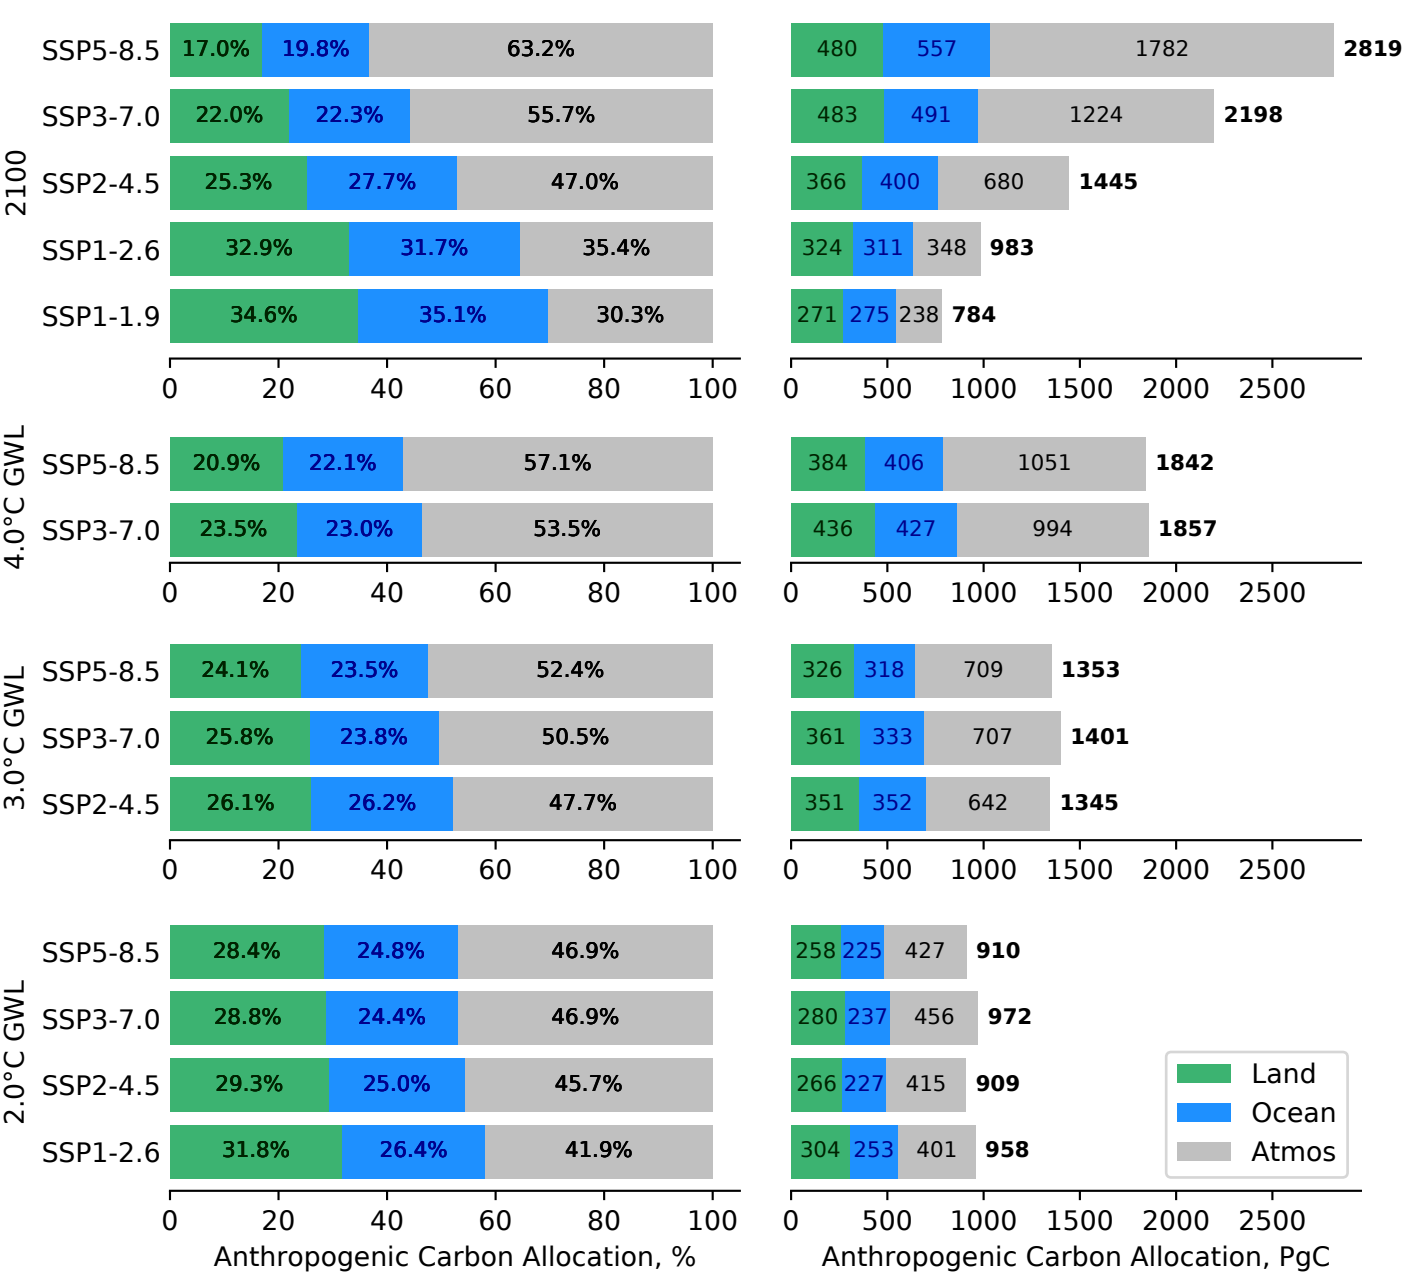 2100
SSP5-8.5 17.0% 19.8% 63.2% 480 557 1782 2819
SSP3-7.0 22.0% 22.3% 55.7% 483 491 1224 2198
SSP2-4.5 25.3% 27.7% 47.0% 366 400 680 1445
SSP1-2.6 32.9% 31.7% 35.4% 324 311 348 983
SSP1-1.9 34.6% 35.1% 30.3% 271 275 238 784
0 20 40 60 80 100 0 500 1000 1500 2000 2500
4.0°C GWL
SSP5-8.5 20.9% 22.1% 57.1% 384 406 1051 1842
SSP3-7.0 23.5% 23.0% 53.5% 436 427 994 1857
0 20 40 60 80 100 0 500 1000 1500 2000 2500
3.0°C GWL
SSP5-8.5 24.1% 23.5% 52.4% 326 318 709 1353
SSP3-7.0 25.8% 23.8% 50.5% 361 333 707 1401
SSP2-4.5 26.1% 26.2% 47.7% 351 352 642 1345
0 20 40 60 80 100 0 500 1000 1500 2000 2500
2.0°C GWL
SSP5-8.5 28.4% 24.8% 46.9% 258 225 427 910
SSP3-7.0 28.8% 24.4% 46.9% 280 237 456 972
SSP2-4.5 29.3% 25.0% 45.7% 266 227 415 909
SSP1-2.6 31.8% 26.4% 41.9% 304 253 401 958
Land
Ocean
Atmos
0 20 40 60 80 100 0 500 1000 1500 2000 2500
Anthropogenic Carbon Allocation, % Anthropogenic Carbon Allocation, PgC